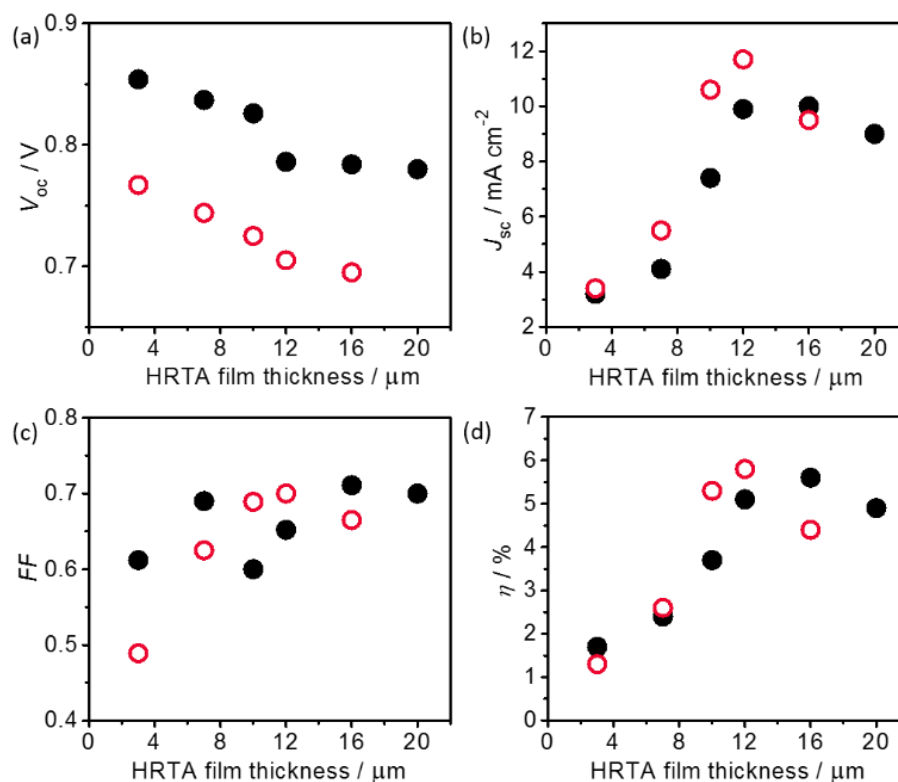 (a)
0.9
0.8
0.7
V_oc / V
0 4 8 12 16 20
HRTA film thickness / μm
(b)
12
10
8
6
4
2
J_sc / mA cm⁻²
0 4 8 12 16 20
HRTA film thickness / μm
(c)
0.8
0.7
0.6
0.5
0.4
FF
0 4 8 12 16 20
HRTA film thickness / μm
(d)
7
6
5
4
3
2
1
0
η / %
0 4 8 12 16 20
HRTA film thickness / μm